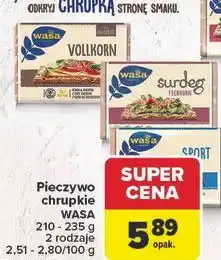 ODKRYJ CHRUPKĄ STRONĘ SMAKU.
wasa
VOLLKORN
wasa
surdeg
FLERKORN
wasa
SPORT
Pieczywo
chrupkie
WASA
210 - 235 g
2 rodzaje
2,51 - 2,80/100 g
SUPER
CENA
5 89
opak.